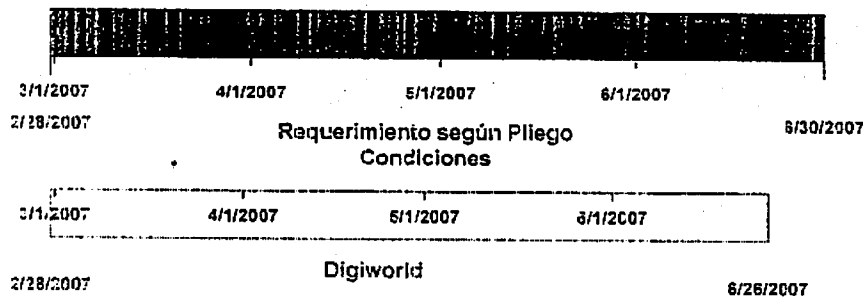 3/1/2007 4/1/2007 5/1/2007 6/1/2007
2/28/2007 6/30/2007
Requerimiento según Pliego
Condiciones
3/1/2007 4/1/2007 5/1/2007 6/1/2007
Digiworld
2/28/2007 6/26/2007